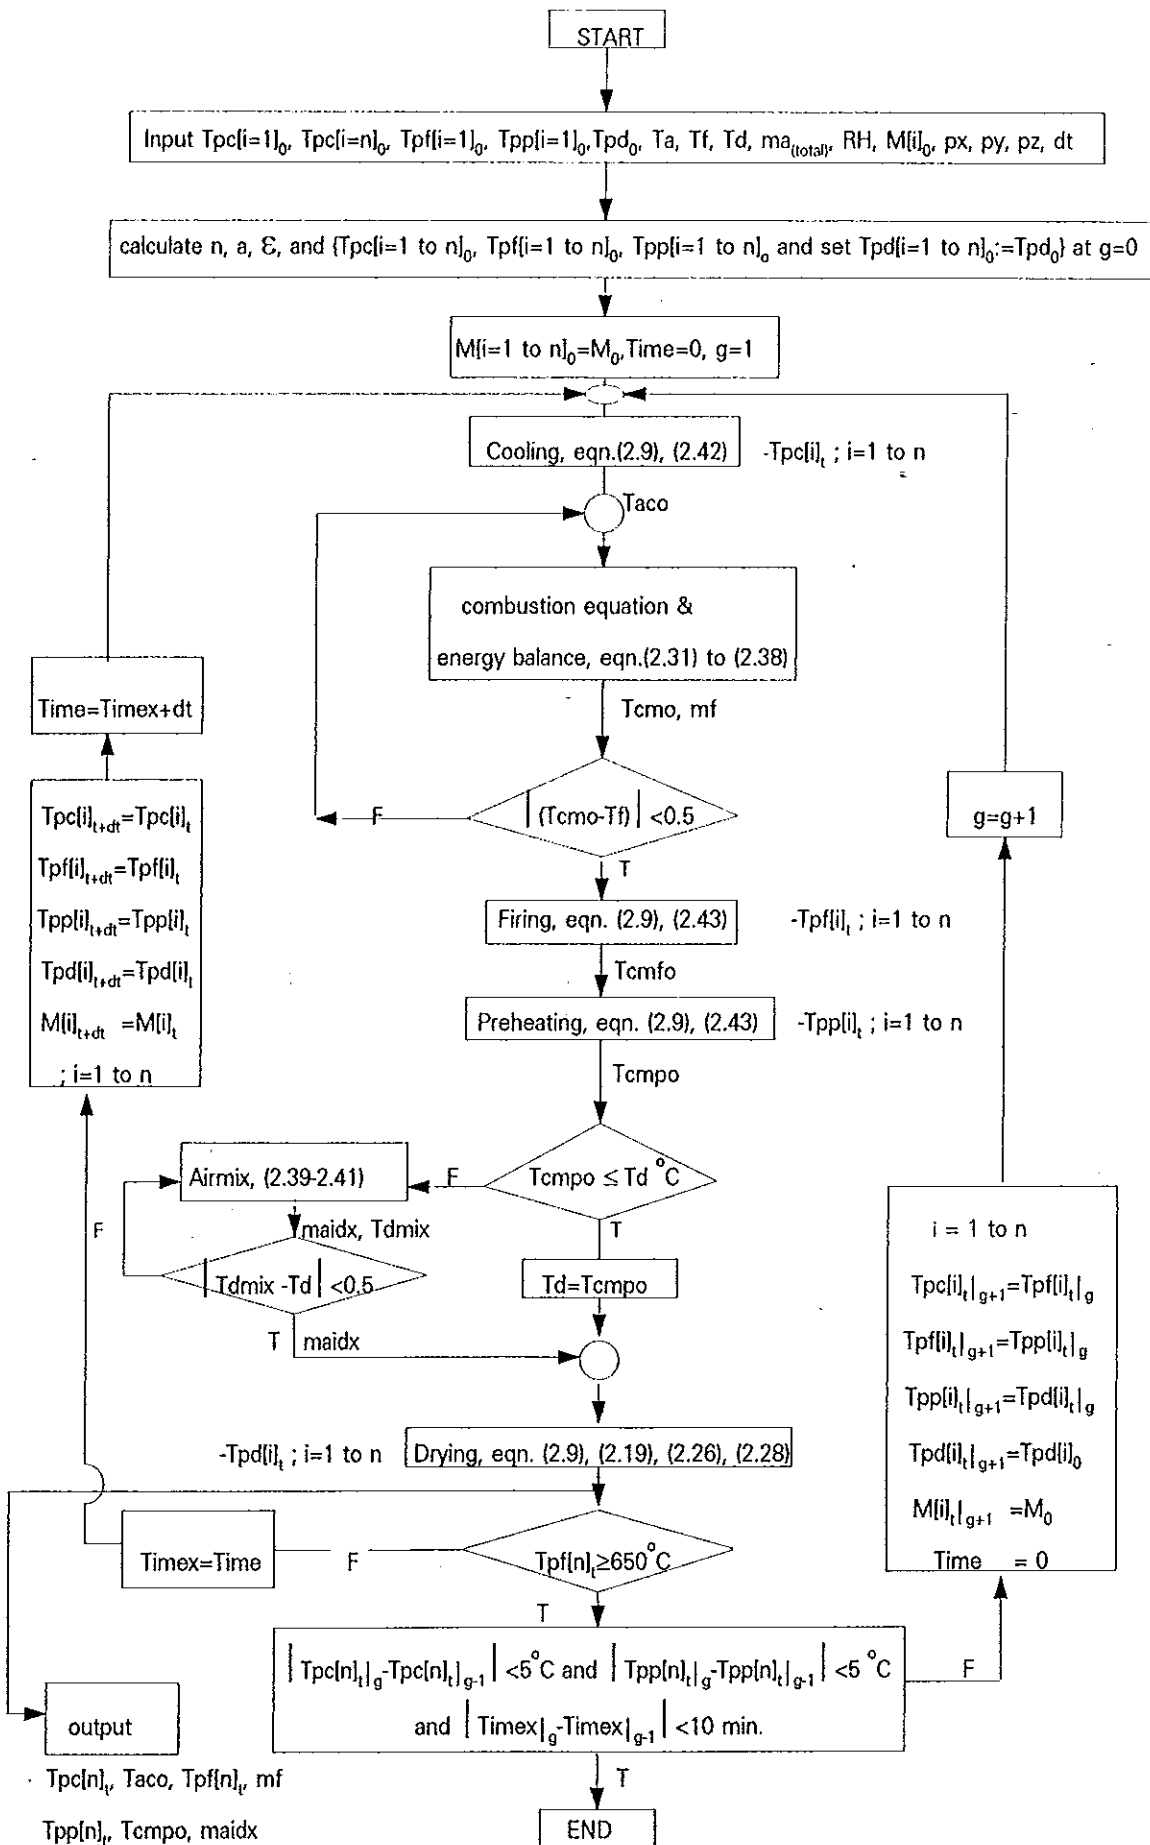 START
Input Tpc[i=1]₀, Tpc[i=n]₀, Tpf[i=1]₀, Tpp[i=1]₀,Tpd₀, Ta, Tf, Td, ma₍total₎, RH, M[i]₀, px, py, pz, dt
calculate n, a, Ɛ, and {Tpc[i=1 to n]₀, Tpf[i=1 to n]₀, Tpp[i=1 to n]₀ and set Tpd[i=1 to n]₀:=Tpd₀} at g=0
M[i=1 to n]₀=M₀,Time=0, g=1
Cooling, eqn.(2.9), (2.42)
-Tpc[i]ₜ ; i=1 to n
Taco
combustion equation &
energy balance, eqn.(2.31) to (2.38)
Tcmo, mf
|(Tcmo-Tf)| <0.5
F
T
Firing, eqn. (2.9), (2.43)
-Tpf[i]ₜ ; i=1 to n
Tcmfo
Preheating, eqn. (2.9), (2.43)
-Tpp[i]ₜ ; i=1 to n
Tcmpo
Tcmpo ≤ Td °C
F
T
Airmix, (2.39-2.41)
maidx, Tdmix
|Tdmix -Td| <0.5
F
T maidx
Td=Tcmpo
-Tpd[i]ₜ ; i=1 to n
Drying, eqn. (2.9), (2.19), (2.26), (2.28)
Tpf[n]ₜ≥650°C
F
T
Timex=Time
Tpc[i]ₜ₊dt=Tpc[i]ₜ
Tpf[i]ₜ₊dt=Tpf[i]ₜ
Tpp[i]ₜ₊dt=Tpp[i]ₜ
Tpd[i]ₜ₊dt=Tpd[i]ₜ
M[i]ₜ₊dt =M[i]ₜ
; i=1 to n
Time=Timex+dt
|Tpc[n]ₜ|g-Tpc[n]ₜ|g-1| <5°C and |Tpp[n]ₜ|g-Tpp[n]ₜ|g-1| <5 °C
and |Timex|g-Timex|g-1| <10 min.
F
T
i = 1 to n
Tpc[i]ₜ|g+1=Tpf[i]ₜ|g
Tpf[i]ₜ|g+1=Tpp[i]ₜ|g
Tpp[i]ₜ|g+1=Tpd[i]ₜ|g
Tpd[i]ₜ|g+1=Tpd[i]₀
M[i]ₜ|g+1 =M₀
Time = 0
g=g+1
output
Tpc[n]ₜ, Taco, Tpf[n]ₜ, mf
Tpp[n]ₜ, Tcmpo, maidx
END